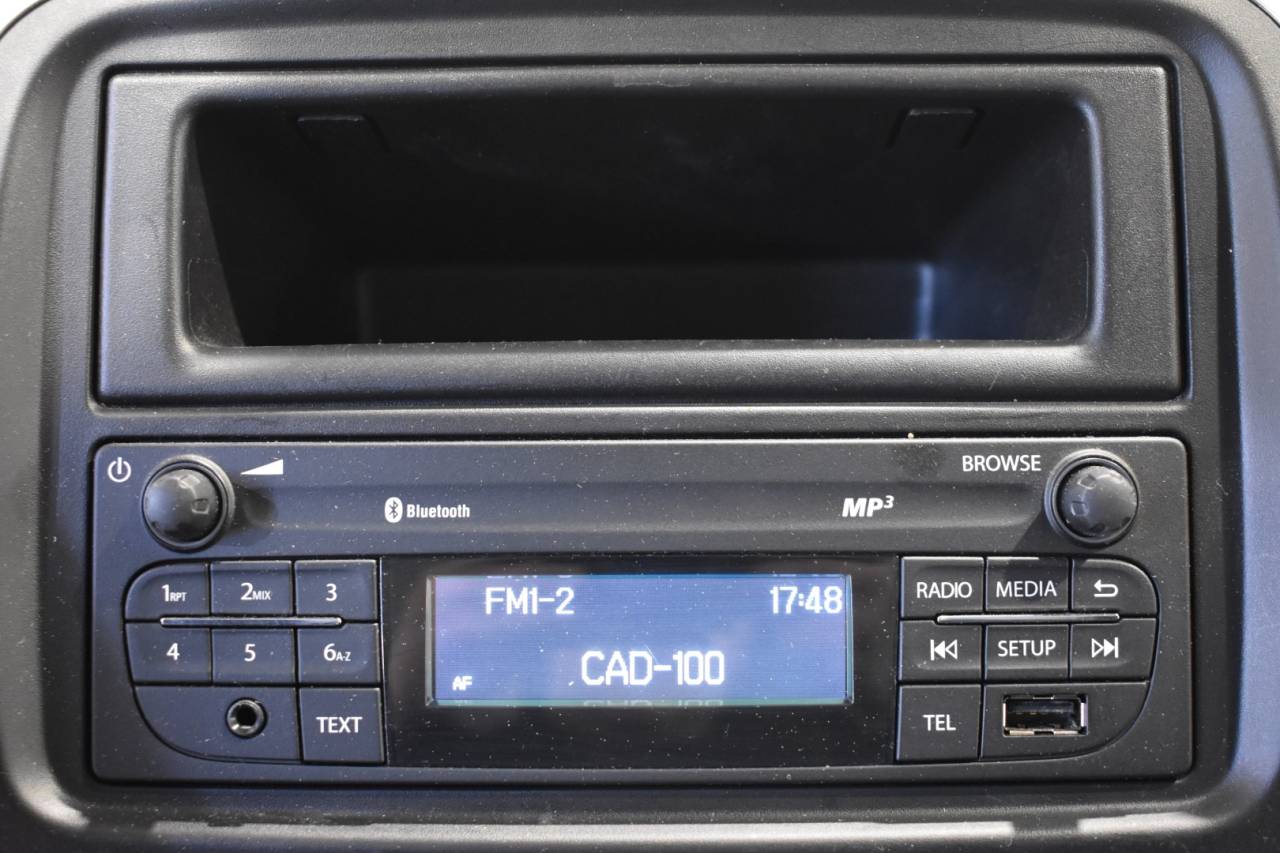 BROWSE
Bluetooth
MP3
1RPT 2MIX 3
4 5 6A-Z
TEXT
FM1-2 17:48
CAD-100
AF
RADIO MEDIA
SETUP
TEL